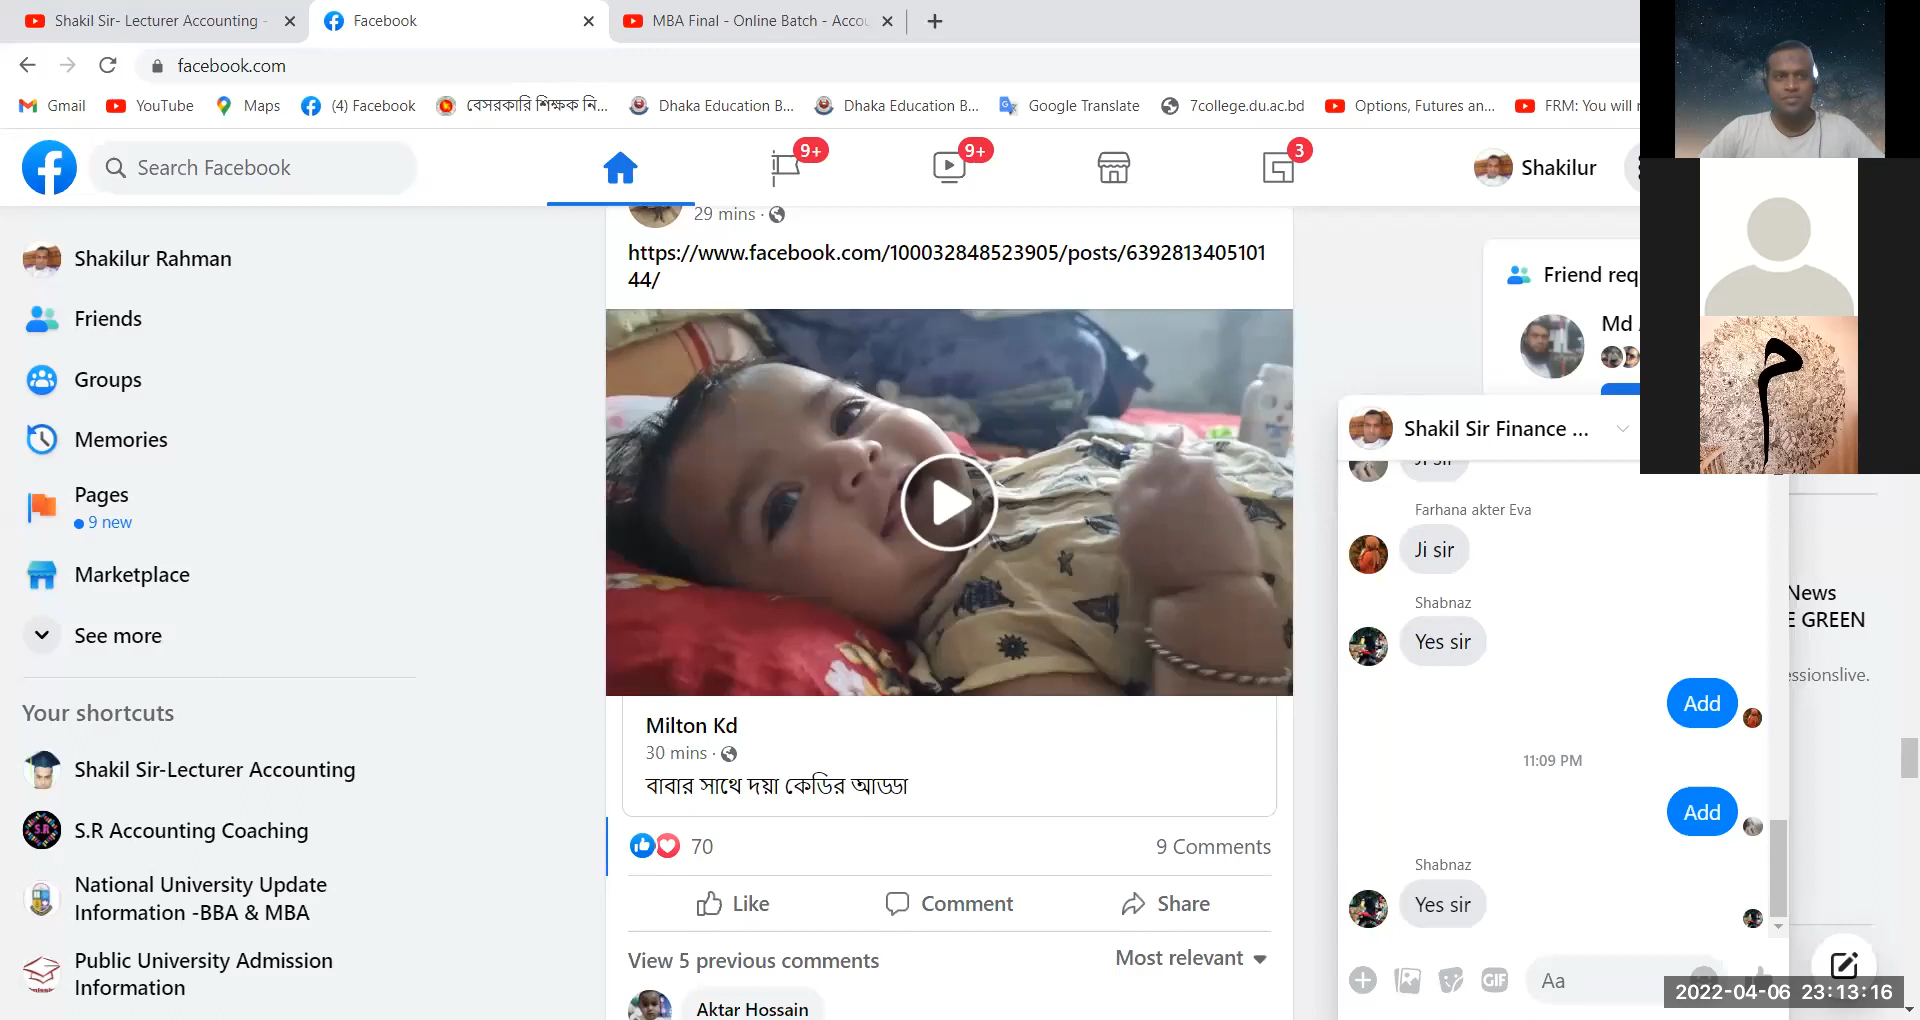 Shakil Sir- Lecturer Accounting -
Facebook
MBA Final - Online Batch - Accou
facebook.com
Gmail
YouTube
Maps
(4) Facebook
বেসরকারি শিক্ষক নি...
Dhaka Education B...
Dhaka Education B...
Google Translate
7college.du.ac.bd
Options, Futures an...
FRM: You will
Search Facebook
9+
9+
3
Shakilur
Shakilur Rahman
Friends
Groups
Memories
Pages
9 new
Marketplace
See more
Your shortcuts
Shakil Sir-Lecturer Accounting
S.R Accounting Coaching
National University Update
Information -BBA & MBA
Public University Admission
Information
29 mins ·
https://www.facebook.com/100032848523905/posts/6392813405101
44/
Milton Kd
30 mins ·
বাবার সাথে দয়া কেডির আড্ডা
70
9 Comments
Like
Comment
Share
View 5 previous comments
Most relevant
Aktar Hossain
Friend req
Md
Shakil Sir Finance ...
Ji sir
Farhana akter Eva
Ji sir
Shabnaz
Yes sir
Add
11:09 PM
Add
Shabnaz
Yes sir
GIF
Aa
News
E GREEN
essionslive.
م
2022-04-06 23:13:16